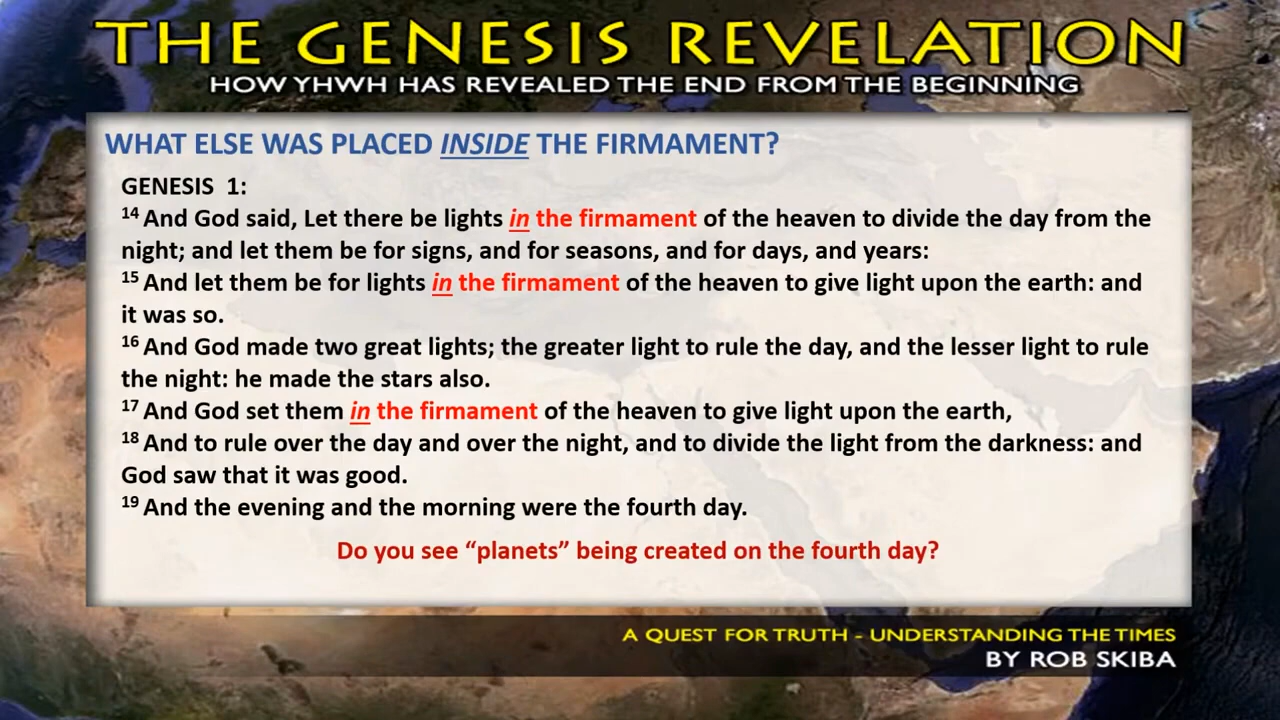 THE GENESIS REVELATION
HOW YHWH HAS REVEALED THE END FROM THE BEGINNING
WHAT ELSE WAS PLACED INSIDE THE FIRMAMENT?
GENESIS 1:
14 And God said, Let there be lights in the firmament of the heaven to divide the day from the
night; and let them be for signs, and for seasons, and for days, and years:
15 And let them be for lights in the firmament of the heaven to give light upon the earth: and
it was so.
16 And God made two great lights; the greater light to rule the day, and the lesser light to rule
the night: he made the stars also.
17 And God set them in the firmament of the heaven to give light upon the earth,
18 And to rule over the day and over the night, and to divide the light from the darkness: and
God saw that it was good.
19 And the evening and the morning were the fourth day.
Do you see “planets” being created on the fourth day?
A QUEST FOR TRUTH - UNDERSTANDING THE TIMES
BY ROB SKIBA